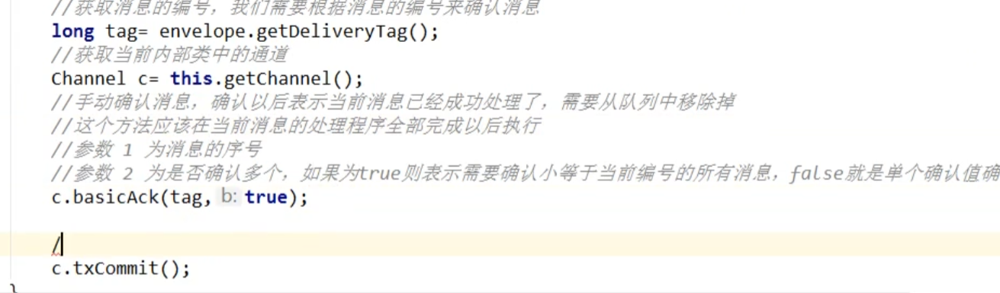 //获取消息的编号，我们需要根据消息的编号来确认消息
long tag= envelope.getDeliveryTag();
//获取当前内部类中的通道
Channel c= this.getChannel();
//手动确认消息，确认以后表示当前消息已经成功处理了，需要从队列中移除掉
//这个方法应该在当前消息的处理程序全部完成以后执行
//参数 1 为消息的序号
//参数 2 为是否确认多个，如果为true则表示需要确认小等于当前编号的所有消息，false就是单个确认值确
c.basicAck(tag, b: true);
/
c.txCommit();
}